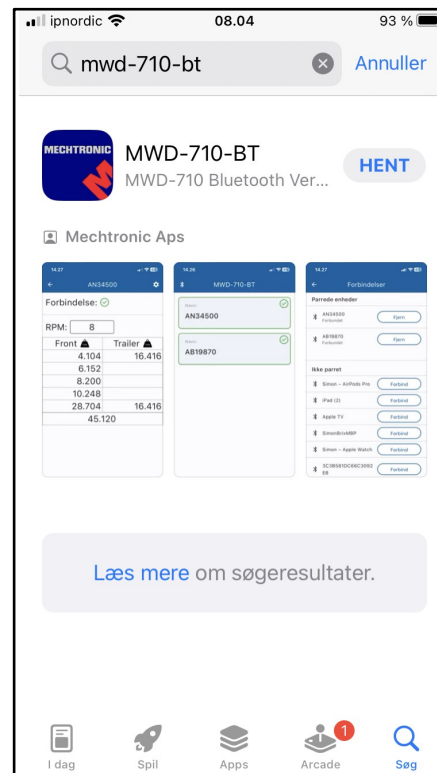 ipnordic 08.04 93 %
mwd-710-bt Annuller
MECHTRONIC
MWD-710-BT
MWD-710 Bluetooth Ver...
HENT
Mechtronic Aps
14.27
AN34500
Forbindelse:
RPM: 8
Front Trailer
4.104 16.416
6.152
8.200
10.248
28.704 16.416
45.120
14.26
MWD-710-BT
Navn:
AN34500
Navn:
AB19870
14.27
Forbindelser
Parrede enheder
AN34500
Forbundet
Fjern
AB19870
Forbundet
Fjern
Ikke parret
Simon - AirPods Pro Forbind
iPad (2) Forbind
Apple TV Forbind
SimonBrixMBP Forbind
Simon - Apple Watch Forbind
Forbind
Læs mere om søgeresultater.
1
I dag Spil Apps Arcade Søg